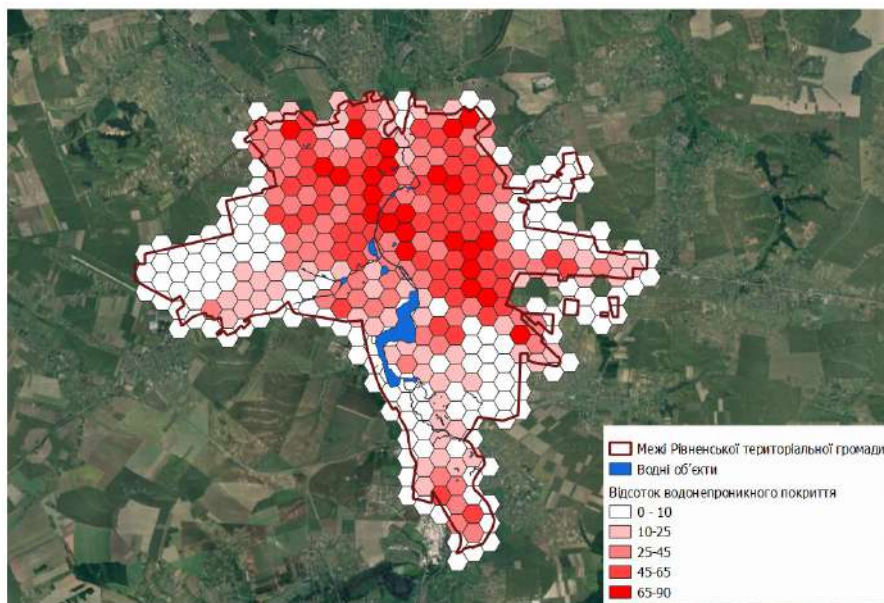 Межі Рівненської територіальної громади
Водні об'єкти
Відсоток водонепроникного покриття
0 - 10
10-25
25-45
45-65
65-90